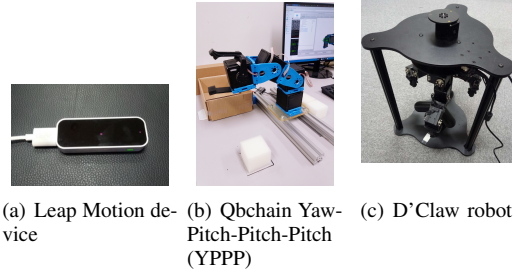 (a) Leap Motion de-
vice
(b) Qbchain Yaw-
Pitch-Pitch-Pitch
(YPPP)
(c) D'Claw robot